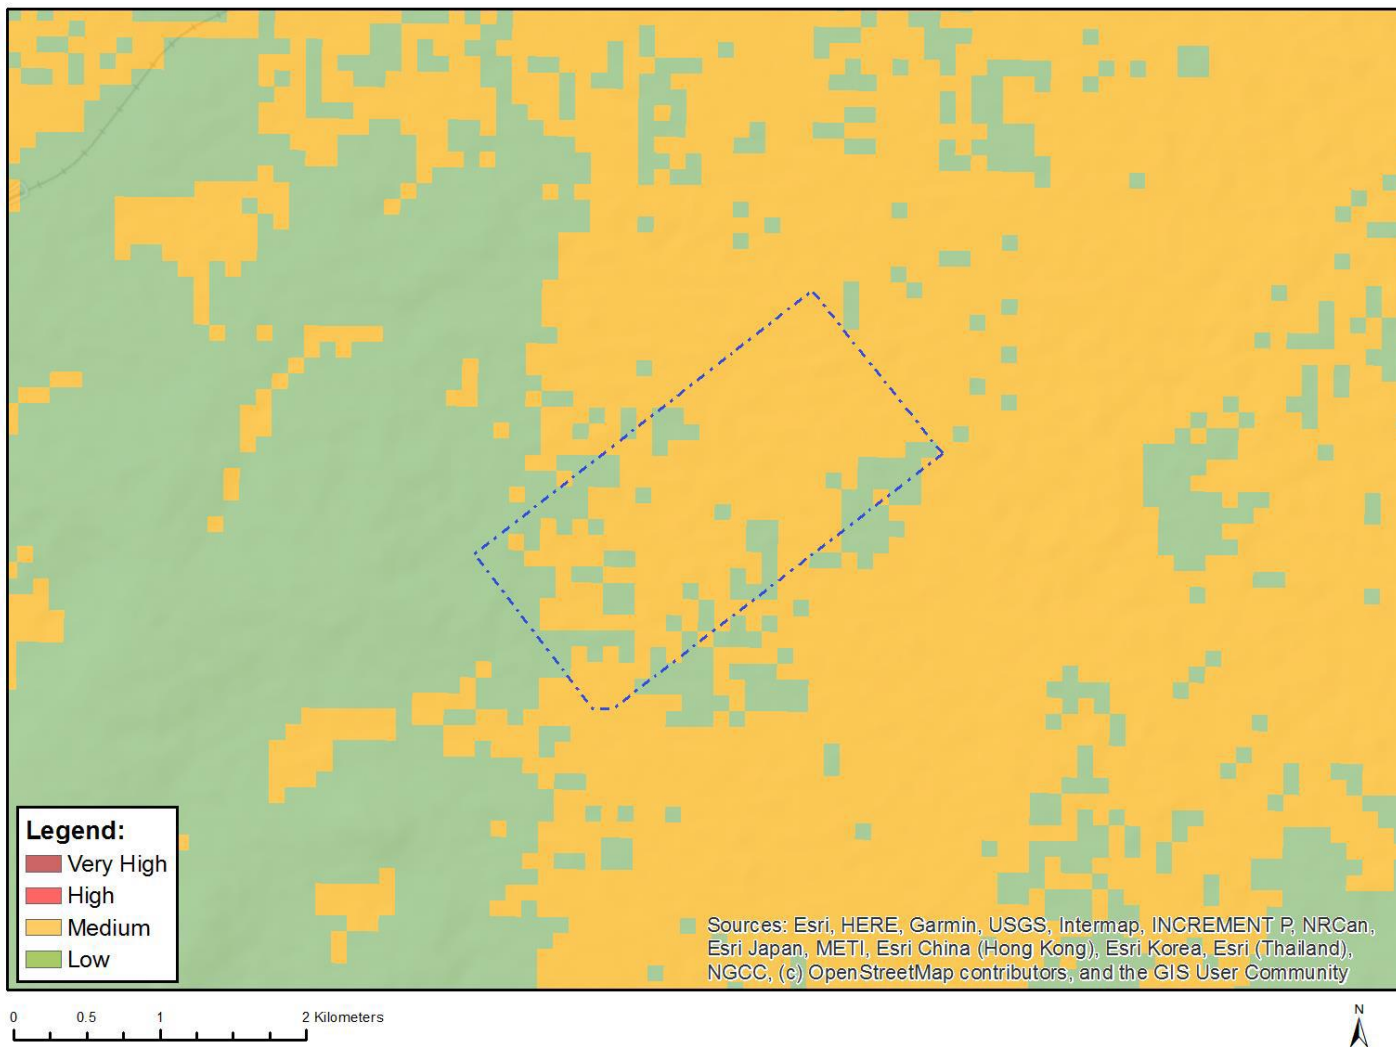 Legend:
Very High
High
Medium
Low
Sources: Esri, HERE, Garmin, USGS, Intermap, INCREMENT P, NRCan,
Esri Japan, METI, Esri China (Hong Kong), Esri Korea, Esri (Thailand),
NGCC, (c) OpenStreetMap contributors, and the GIS User Community
0 0.5 1 2 Kilometers
N